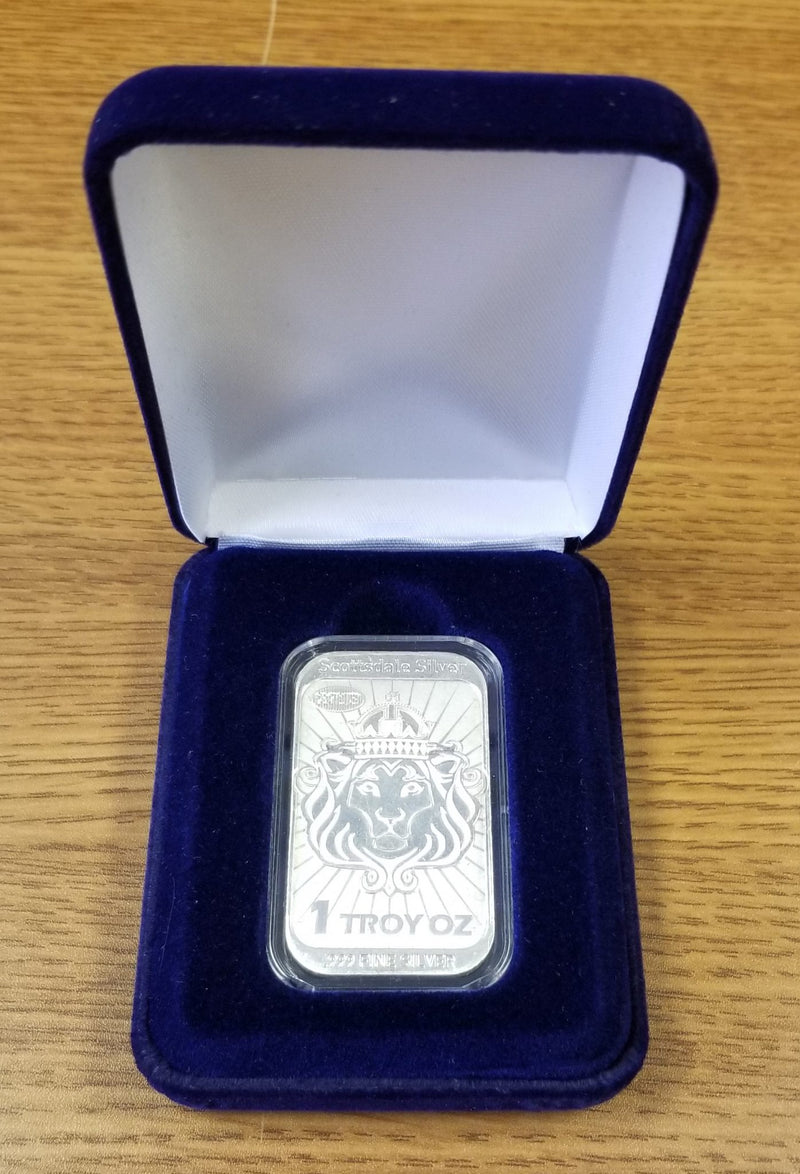 Scottsdale Silver
1 TROY OZ
.999 FINE SILVER